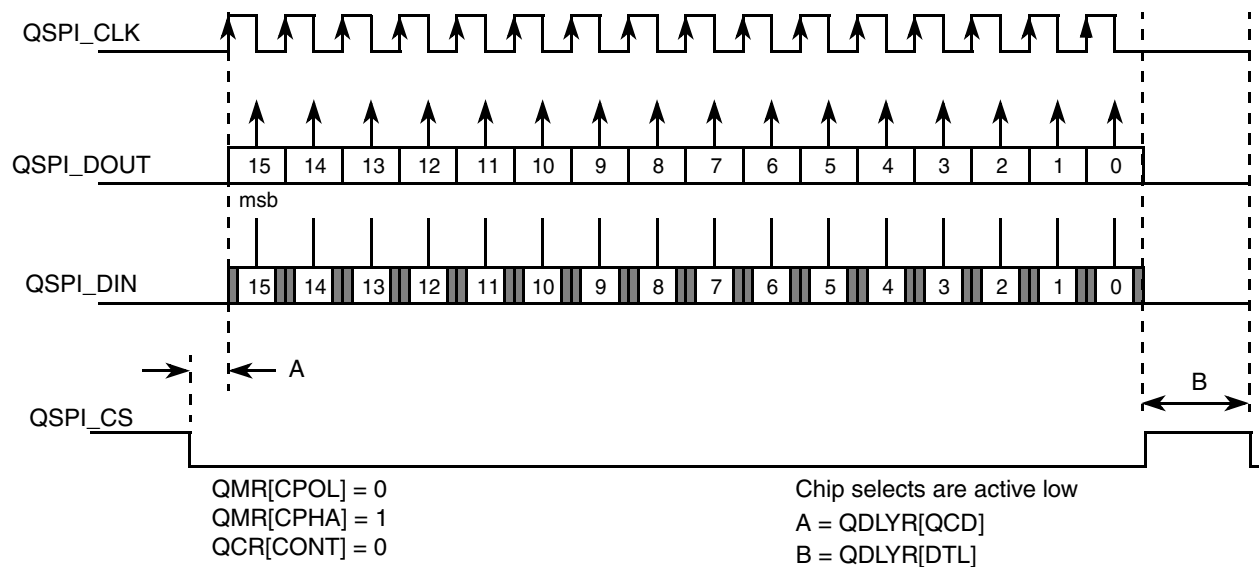 QSPI_CLK
QSPI_DOUT
15 14 13 12 11 10 9 8 7 6 5 4 3 2 1 0
msb
QSPI_DIN
15 14 13 12 11 10 9 8 7 6 5 4 3 2 1 0
A
B
QSPI_CS
QMR[CPOL] = 0
QMR[CPHA] = 1
QCR[CONT] = 0
Chip selects are active low
A = QDLYR[QCD]
B = QDLYR[DTL]